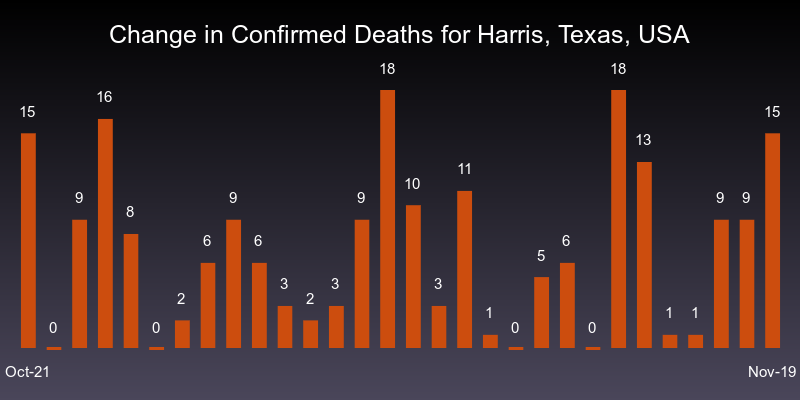 Change in Confirmed Deaths for Harris, Texas, USA
15 0 9 16 8 0 2 6 9 6 3 2 3 9 18 10 3 11 1 0 5 6 0 18 13 1 1 9 9 15
Oct-21 Nov-19